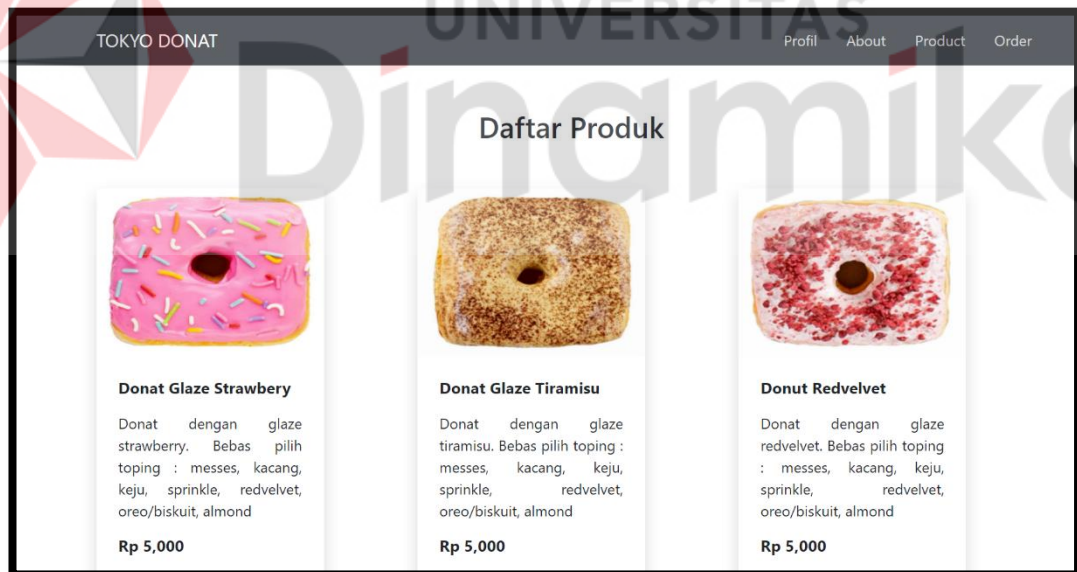 UNIVERSITAS
Dinamika
TOKYO DONAT
Profil About Product Order
Daftar Produk
Donat Glaze Strawbery
Donat dengan glaze
strawberry. Bebas pilih
toping : messes, kacang,
keju, sprinkle, redvelvet,
oreo/biskuit, almond
Rp 5,000
Donat Glaze Tiramisu
Donat dengan glaze
tiramisu. Bebas pilih toping :
messes, kacang, keju,
sprinkle, redvelvet,
oreo/biskuit, almond
Rp 5,000
Donut Redvelvet
Donat dengan glaze
redvelvet. Bebas pilih toping
: messes, kacang, keju,
sprinkle, redvelvet,
oreo/biskuit, almond
Rp 5,000